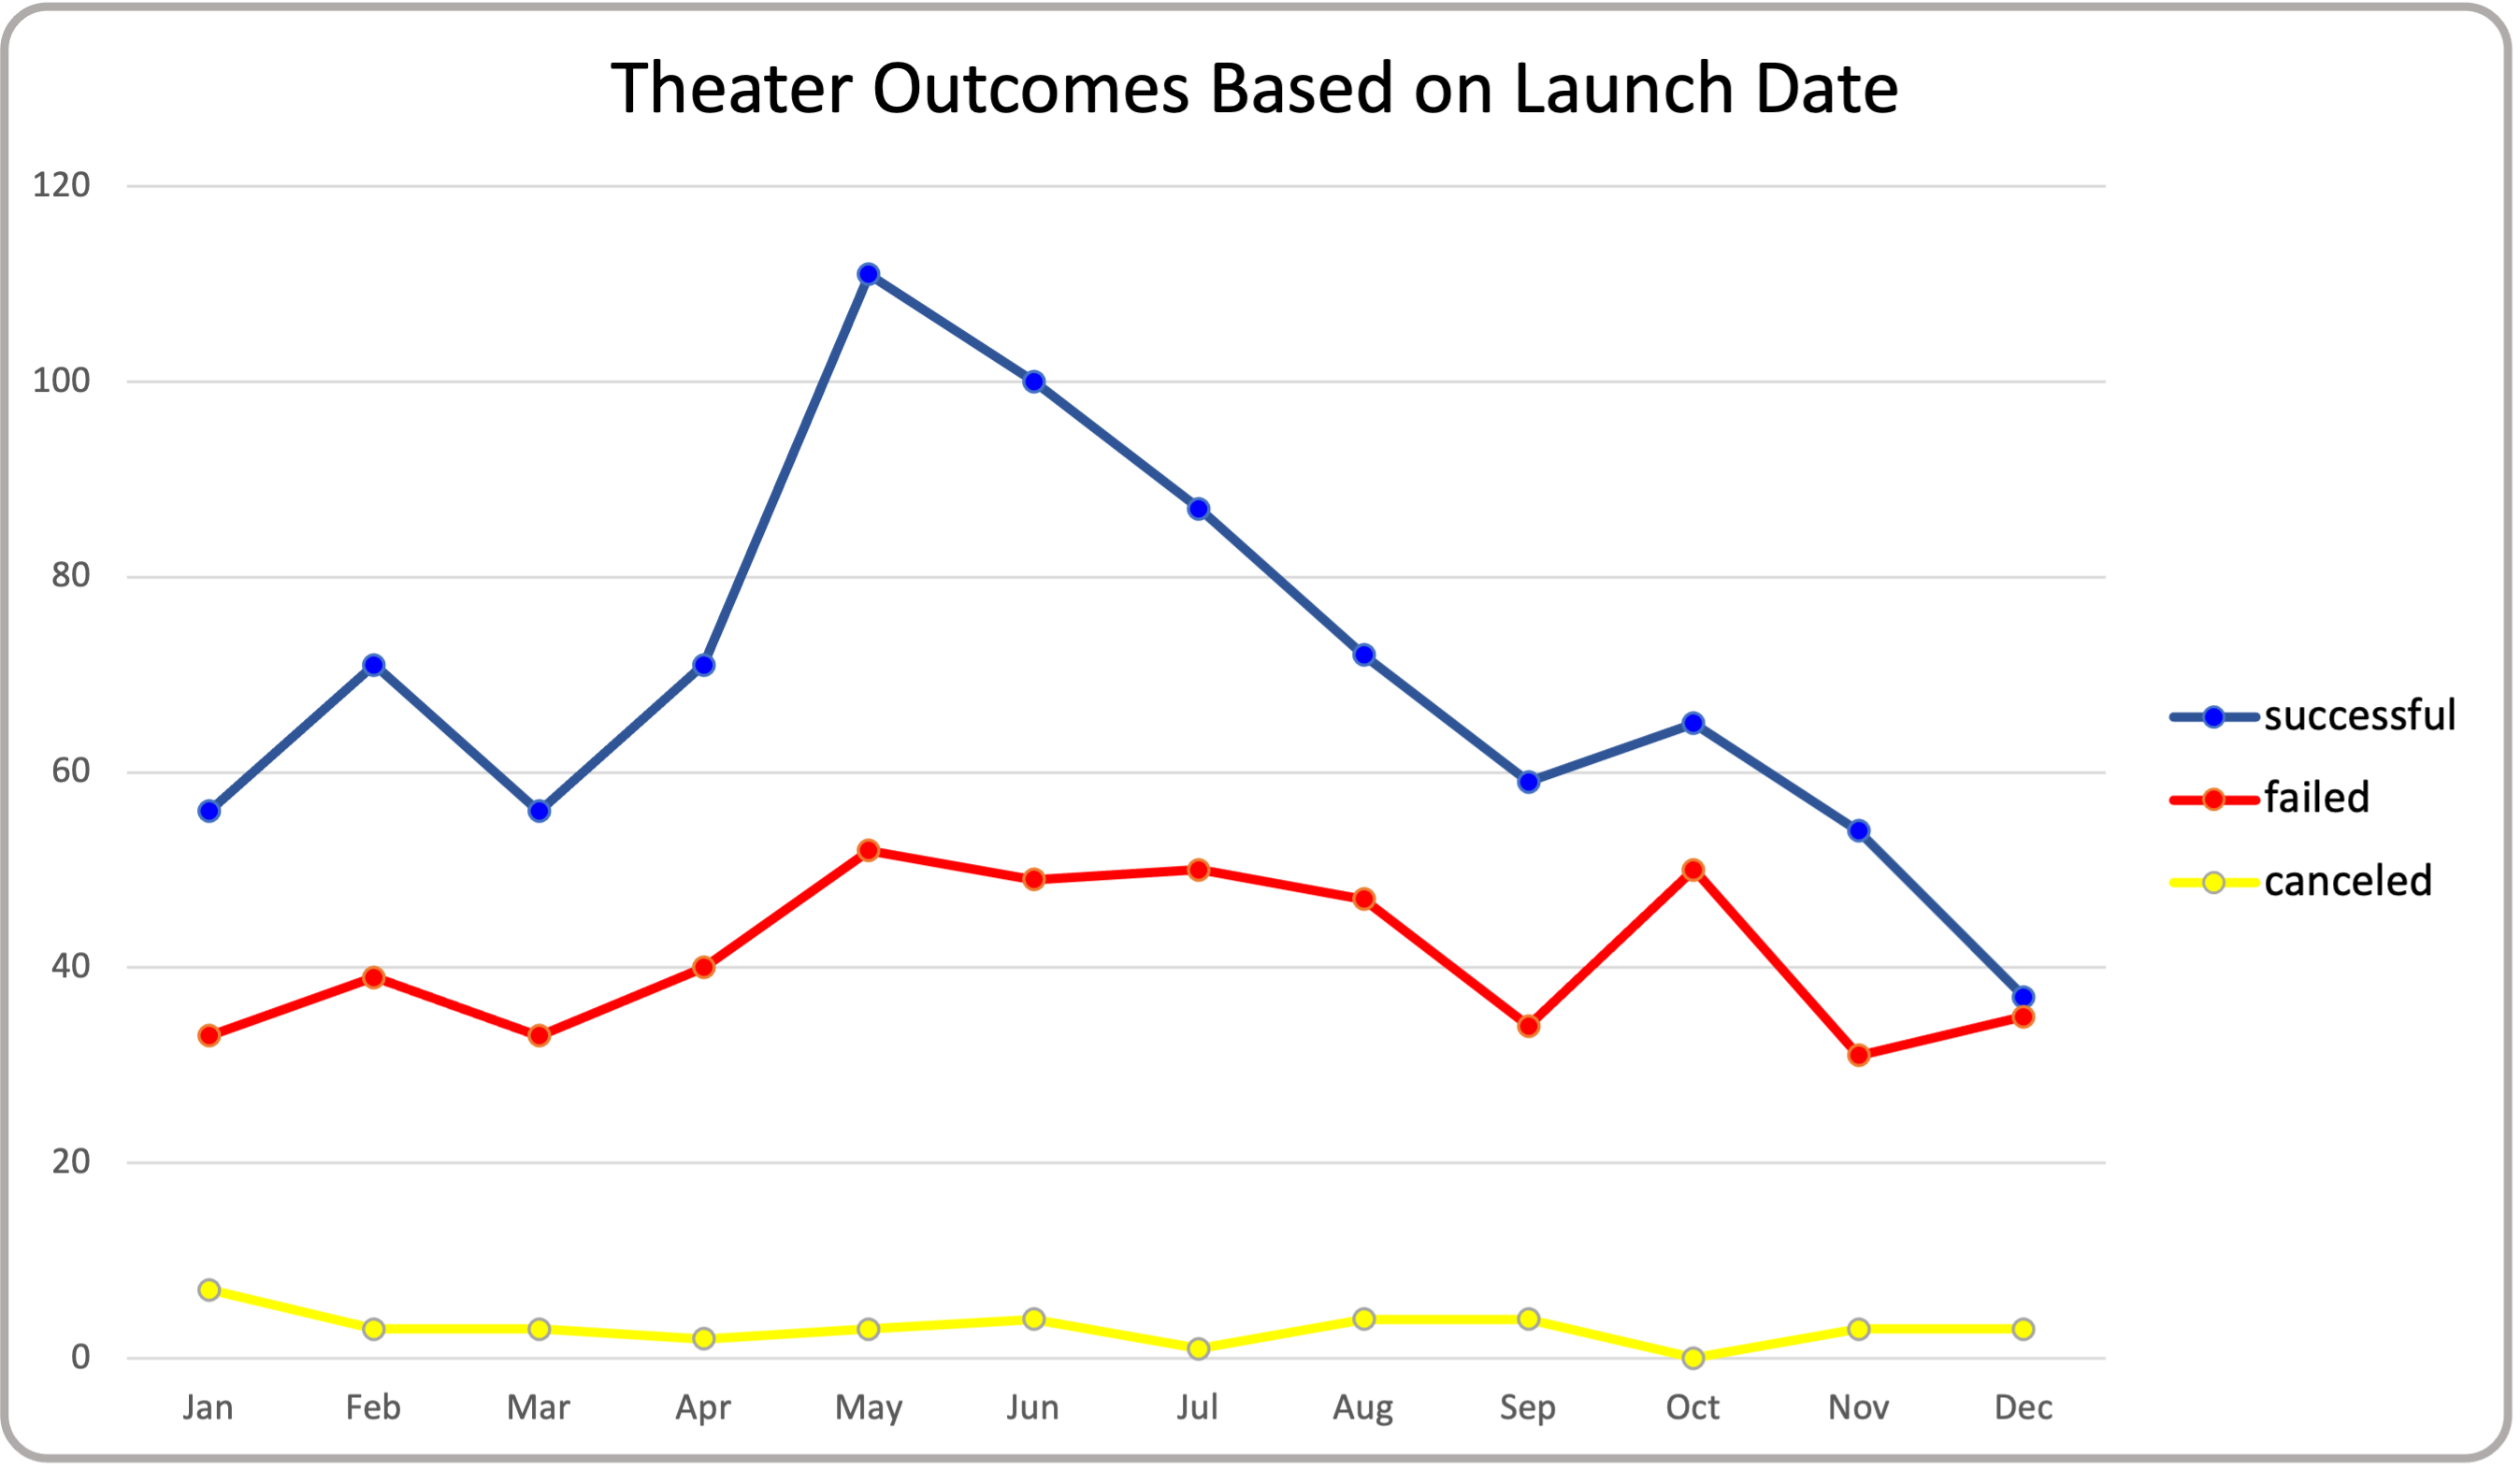 Theater Outcomes Based on Launch Date
120
100
80
60
40
20
0
Jan Feb Mar Apr May Jun Jul Aug Sep Oct Nov Dec
successful
failed
canceled